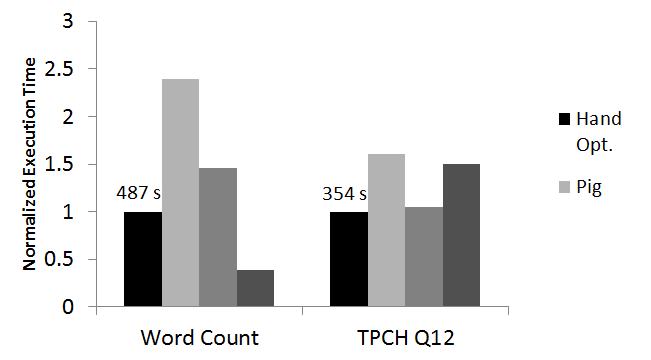 Normalized Execution Time
3
2.5
2
1.5
1
0.5
0
487 s
354 s
Word Count
TPCH Q12
Hand
Opt.
Pig